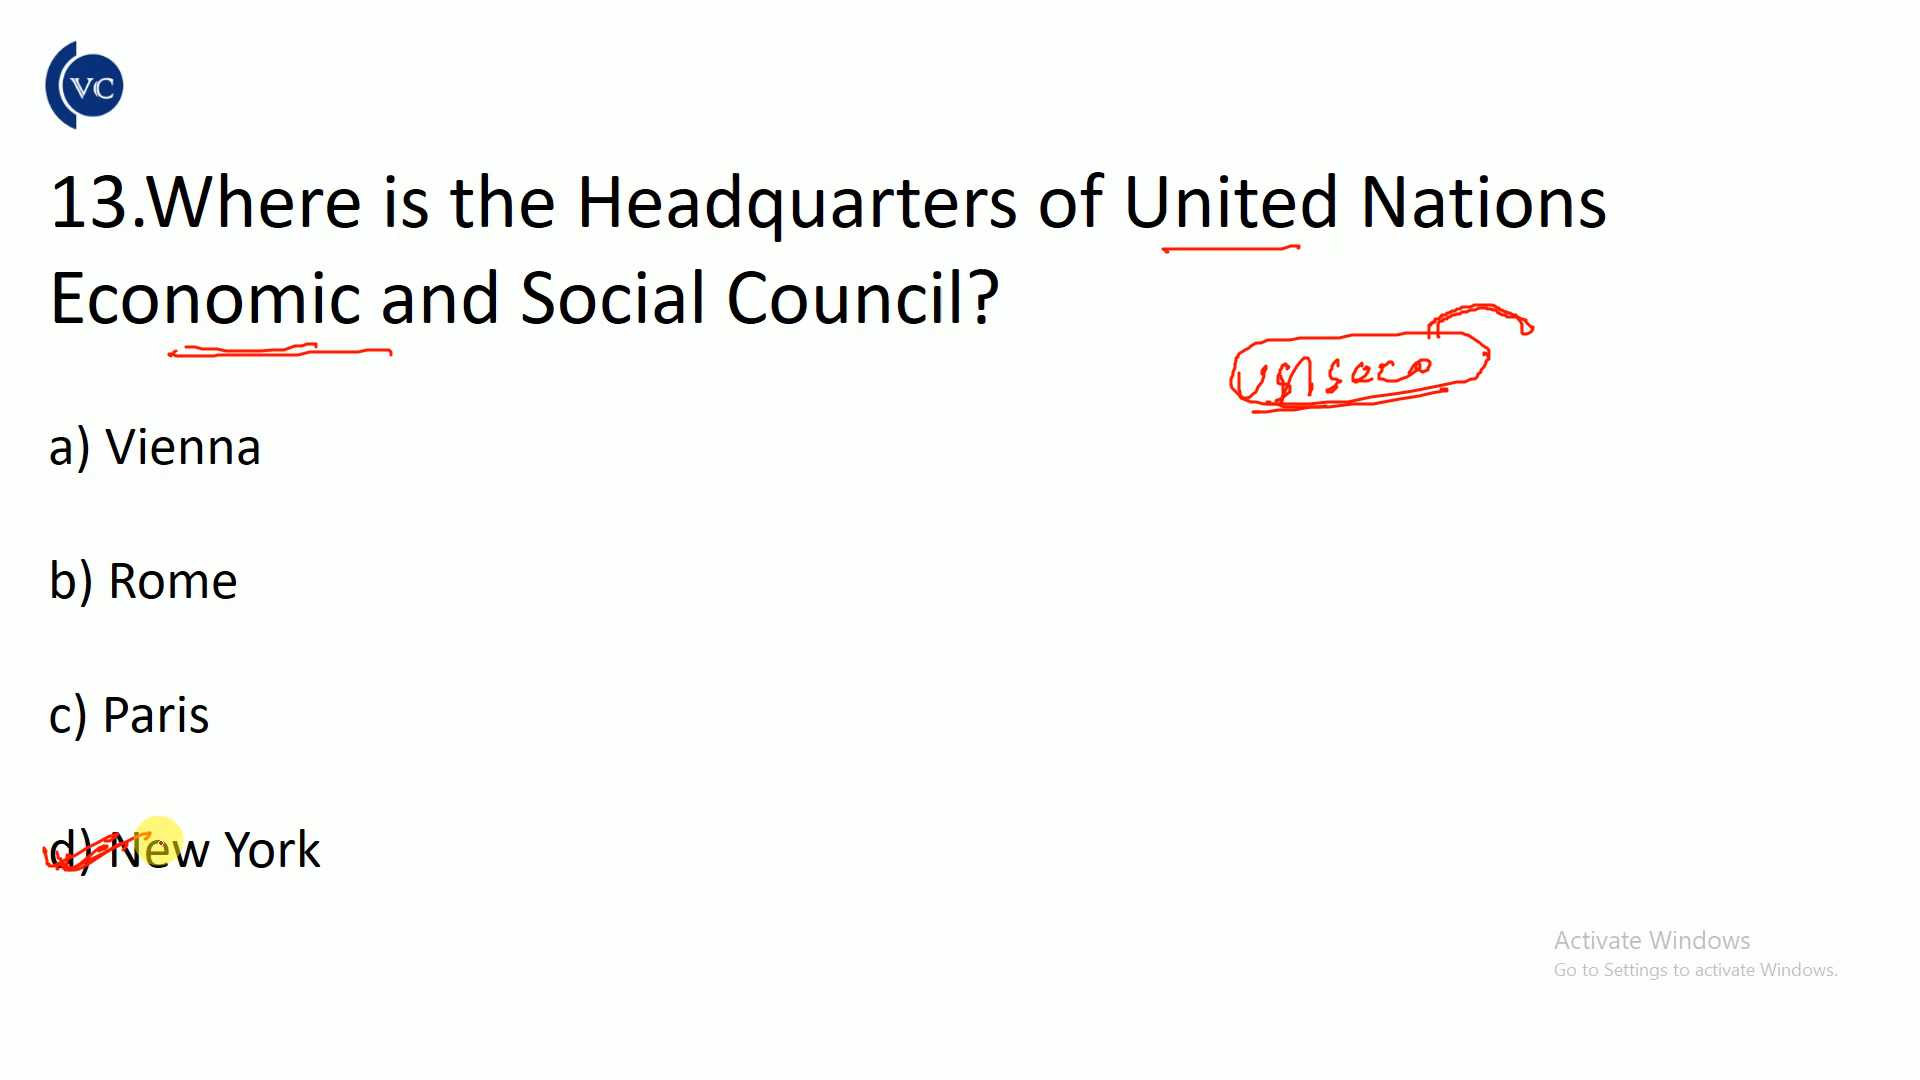 VC
13.Where is the Headquarters of United Nations
Economic and Social Council?
a) Vienna
b) Rome
c) Paris
d) New York
Activate Windows
Go to Settings to activate Windows.